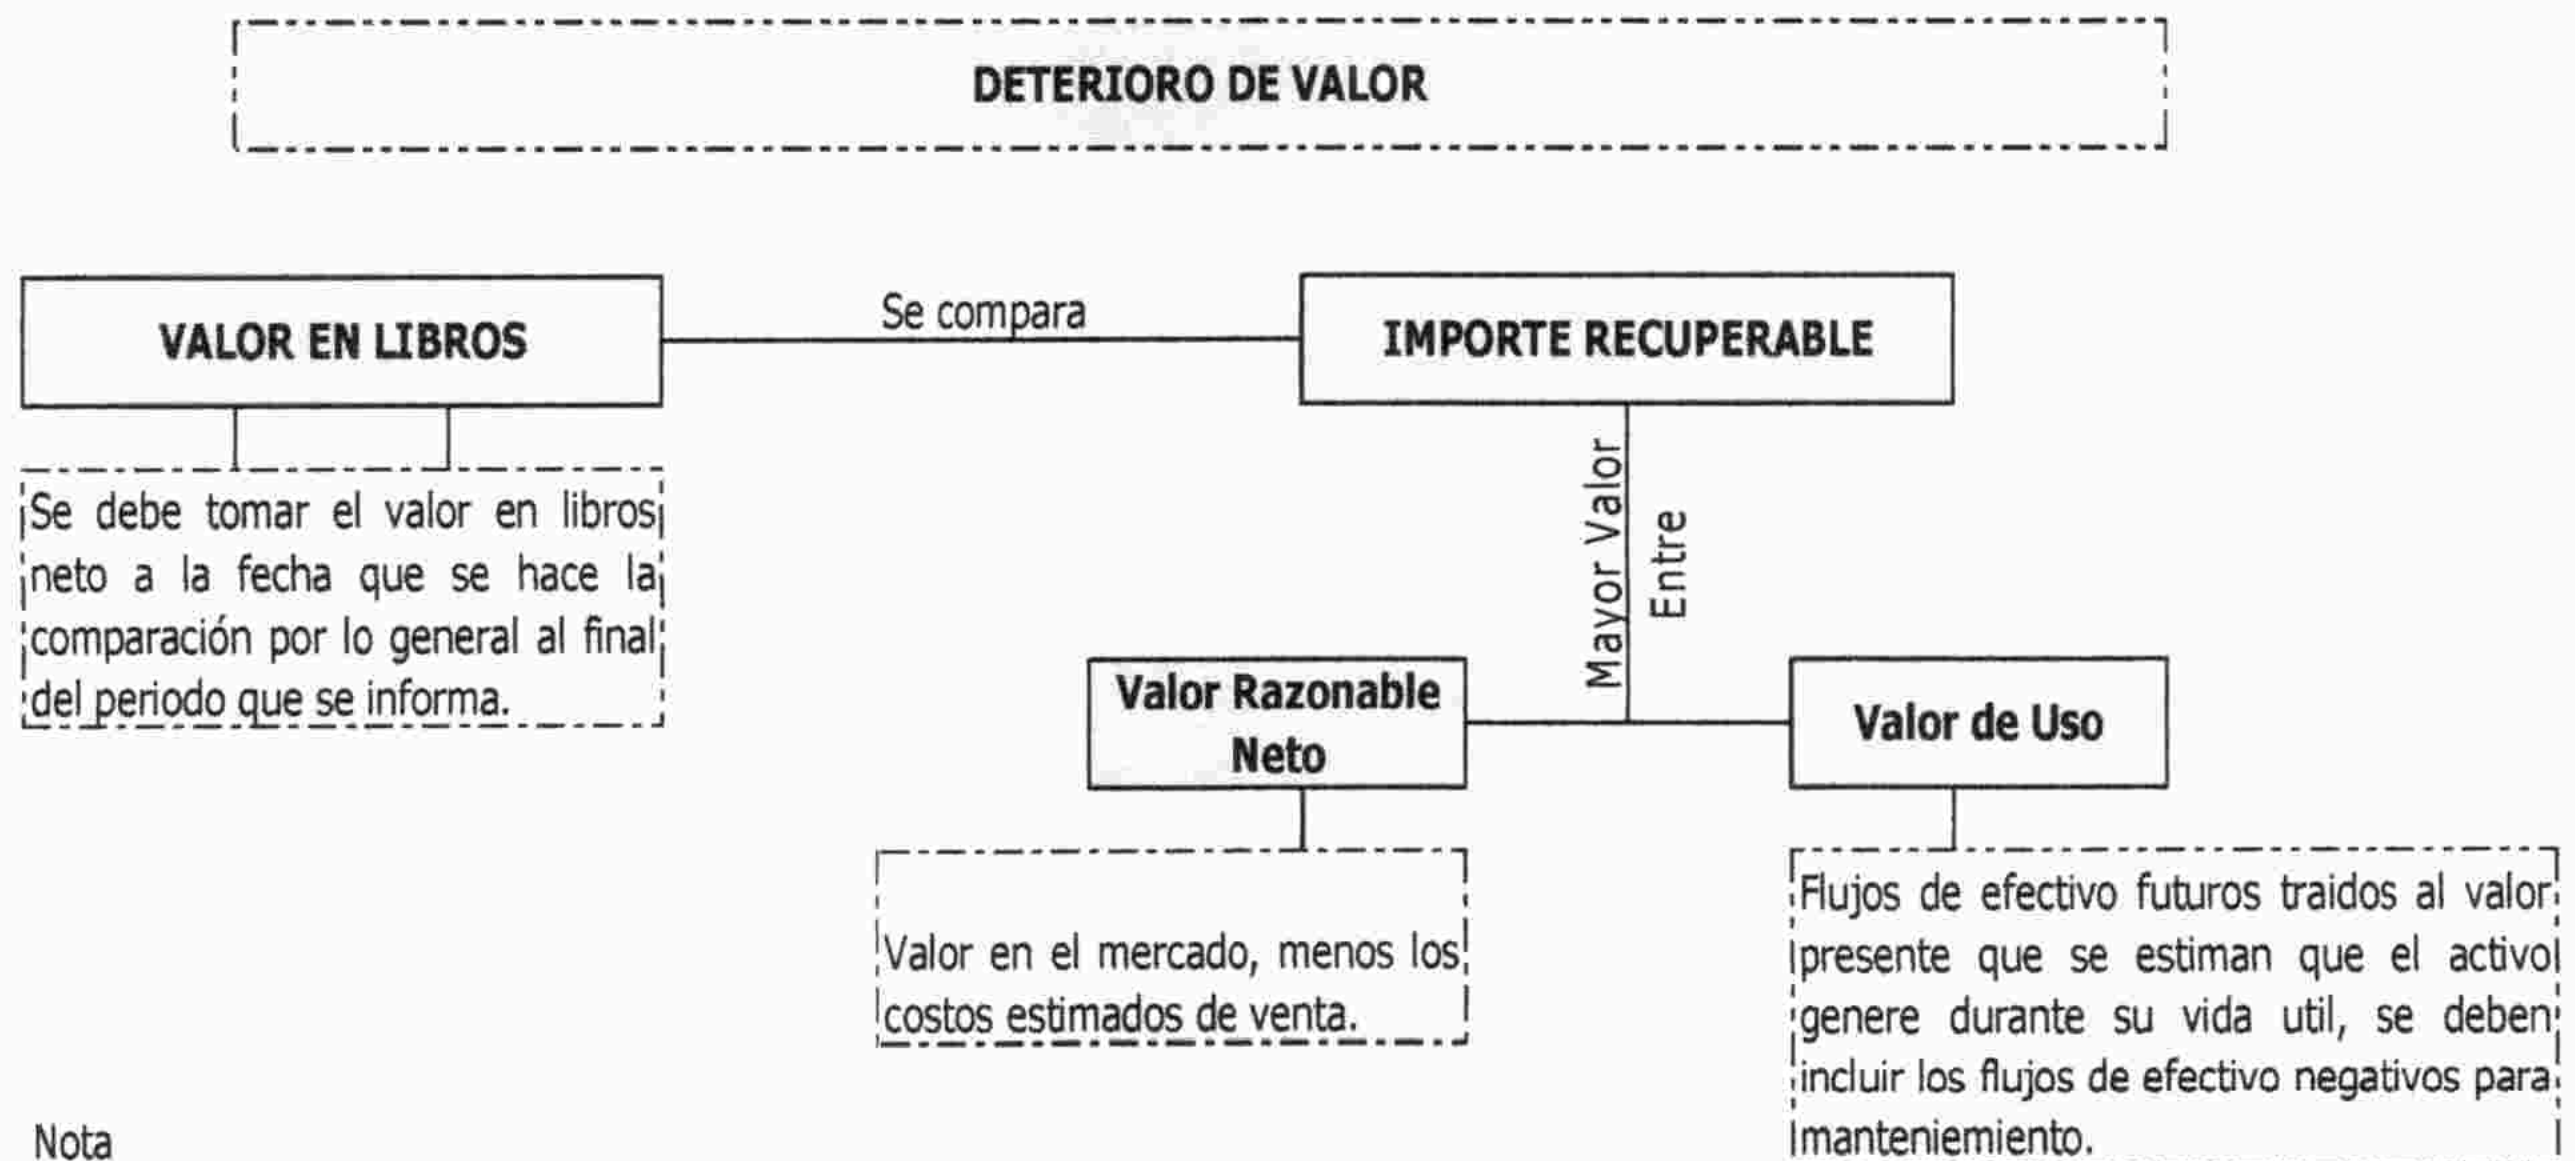 DETERIORO DE VALOR
VALOR EN LIBROS
Se compara
IMPORTE RECUPERABLE
Se debe tomar el valor en libros
neto a la fecha que se hace la
comparación por lo general al final
del periodo que se informa.
Mayor Valor
Entre
Valor Razonable
Neto
Valor de Uso
Valor en el mercado, menos los
costos estimados de venta.
Flujos de efectivo futuros traidos al valor
presente que se estiman que el activo
genere durante su vida util, se deben
incluir los flujos de efectivo negativos para
manteniemiento.
Nota